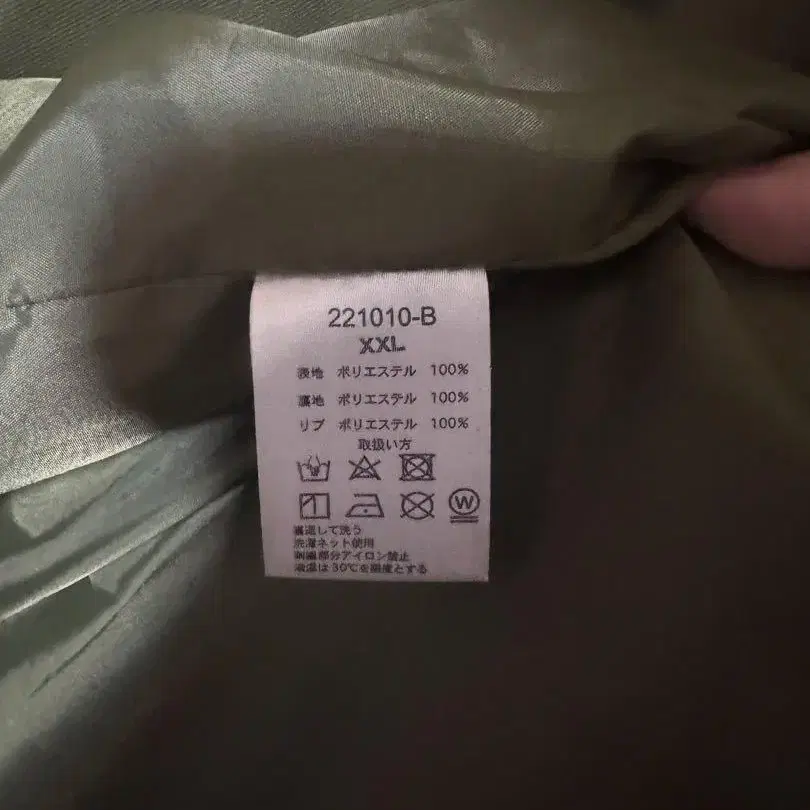 221010-B
XXL
表地 ポリエステル 100%
裏地 ポリエステル 100%
リブ ポリエステル 100%
取扱い方
W
裏返して洗う
洗濯ネット使用
刺繍部分アイロン禁止
液温は30℃を限度とする